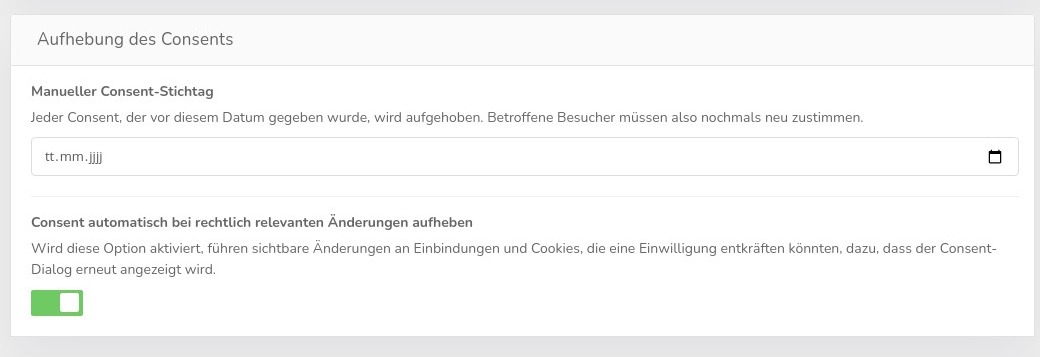 Aufhebung des Consents
Manueller Consent-Stichtag
Jeder Consent, der vor diesem Datum gegeben wurde, wird aufgehoben. Betroffene Besucher müssen also nochmals neu zustimmen.
tt.mm.jjjj
Consent automatisch bei rechtlich relevanten Änderungen aufheben
Wird diese Option aktiviert, führen sichtbare Änderungen an Einbindungen und Cookies, die eine Einwilligung entkräften könnten, dazu, dass der Consent-
Dialog erneut angezeigt wird.